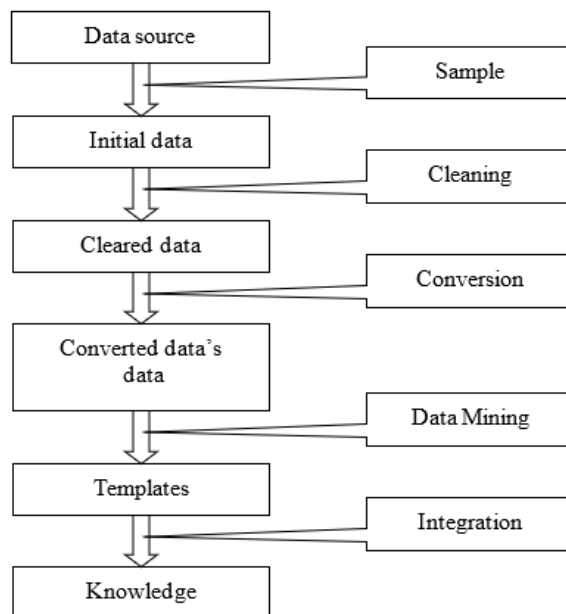 Data source
Sample
Initial data
Cleaning
Cleared data
Conversion
Converted data's
data
Data Mining
Templates
Integration
Knowledge